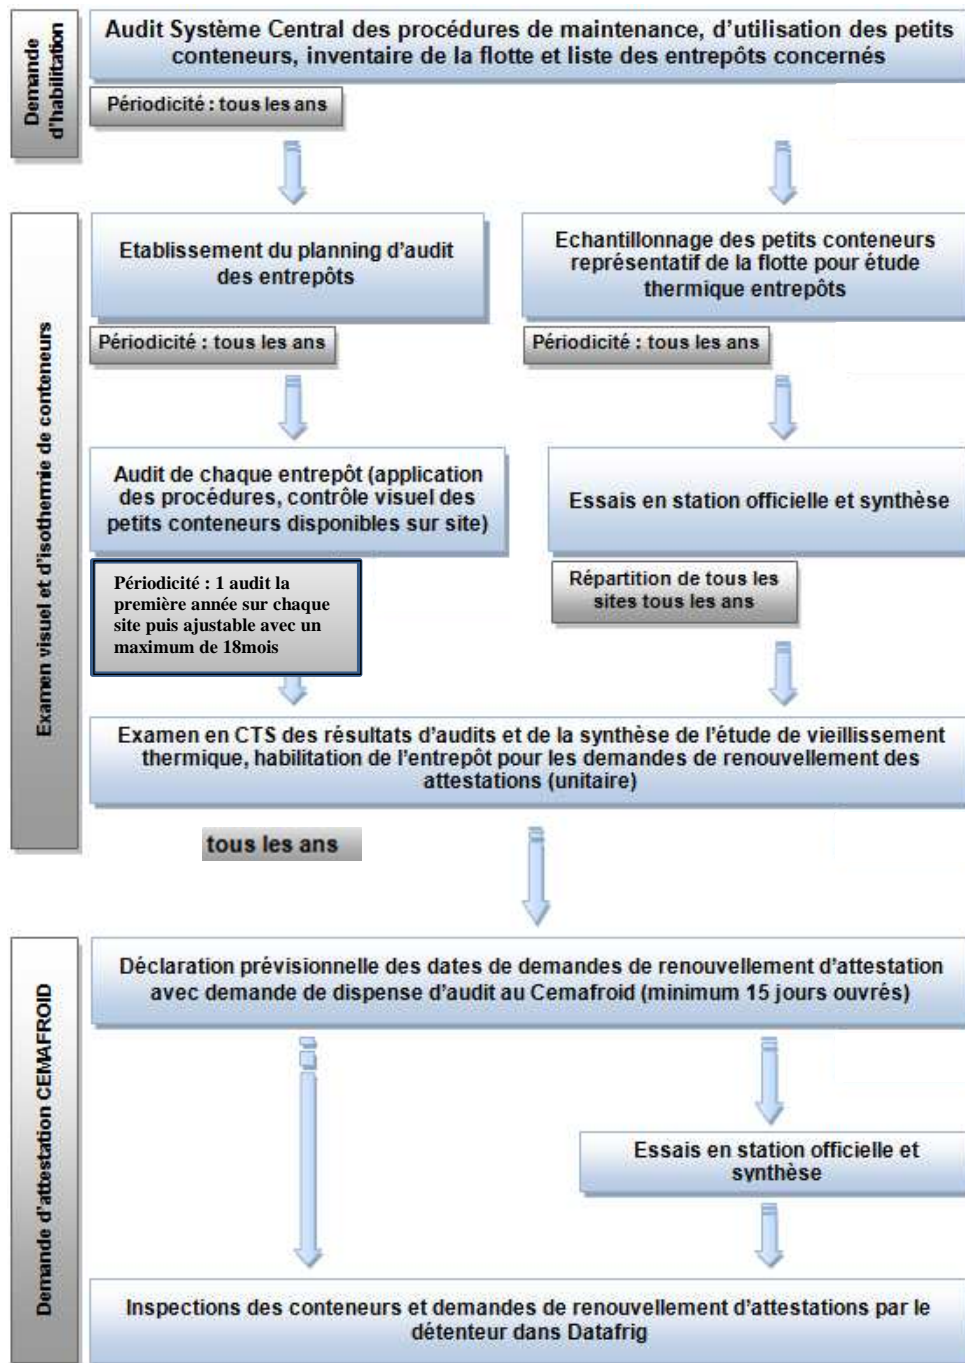 Demande
d'habilitation
Audit Système Central des procédures de maintenance, d'utilisation des petits
conteneurs, inventaire de la flotte et liste des entrepôts concernés
Périodicité : tous les ans
Examen visuel et d'isothermie de conteneurs
Etablissement du planning d'audit
des entrepôts
Périodicité : tous les ans
Echantillonnage des petits conteneurs
représentatif de la flotte pour étude
thermique entrepôts
Périodicité : tous les ans
Audit de chaque entrepôt (application
des procédures, contrôle visuel des
petits conteneurs disponibles sur site)
Périodicité : 1 audit la
première année sur chaque
site puis ajustable avec un
maximum de 18mois
Essais en station officielle et synthèse
Répartition de tous les
sites tous les ans
Examen en CTS des résultats d'audits et de la synthèse de l'étude de vieillissement
thermique, habilitation de l'entrepôt pour les demandes de renouvellement des
attestations (unitaire)
tous les ans
Demande d'attestation CEMAFROID
Déclaration prévisionnelle des dates de demandes de renouvellement d'attestation
avec demande de dispense d'audit au Cemafroid (minimum 15 jours ouvrés)
Essais en station officielle et
synthèse
Inspections des conteneurs et demandes de renouvellement d'attestations par le
détenteur dans Datafrig